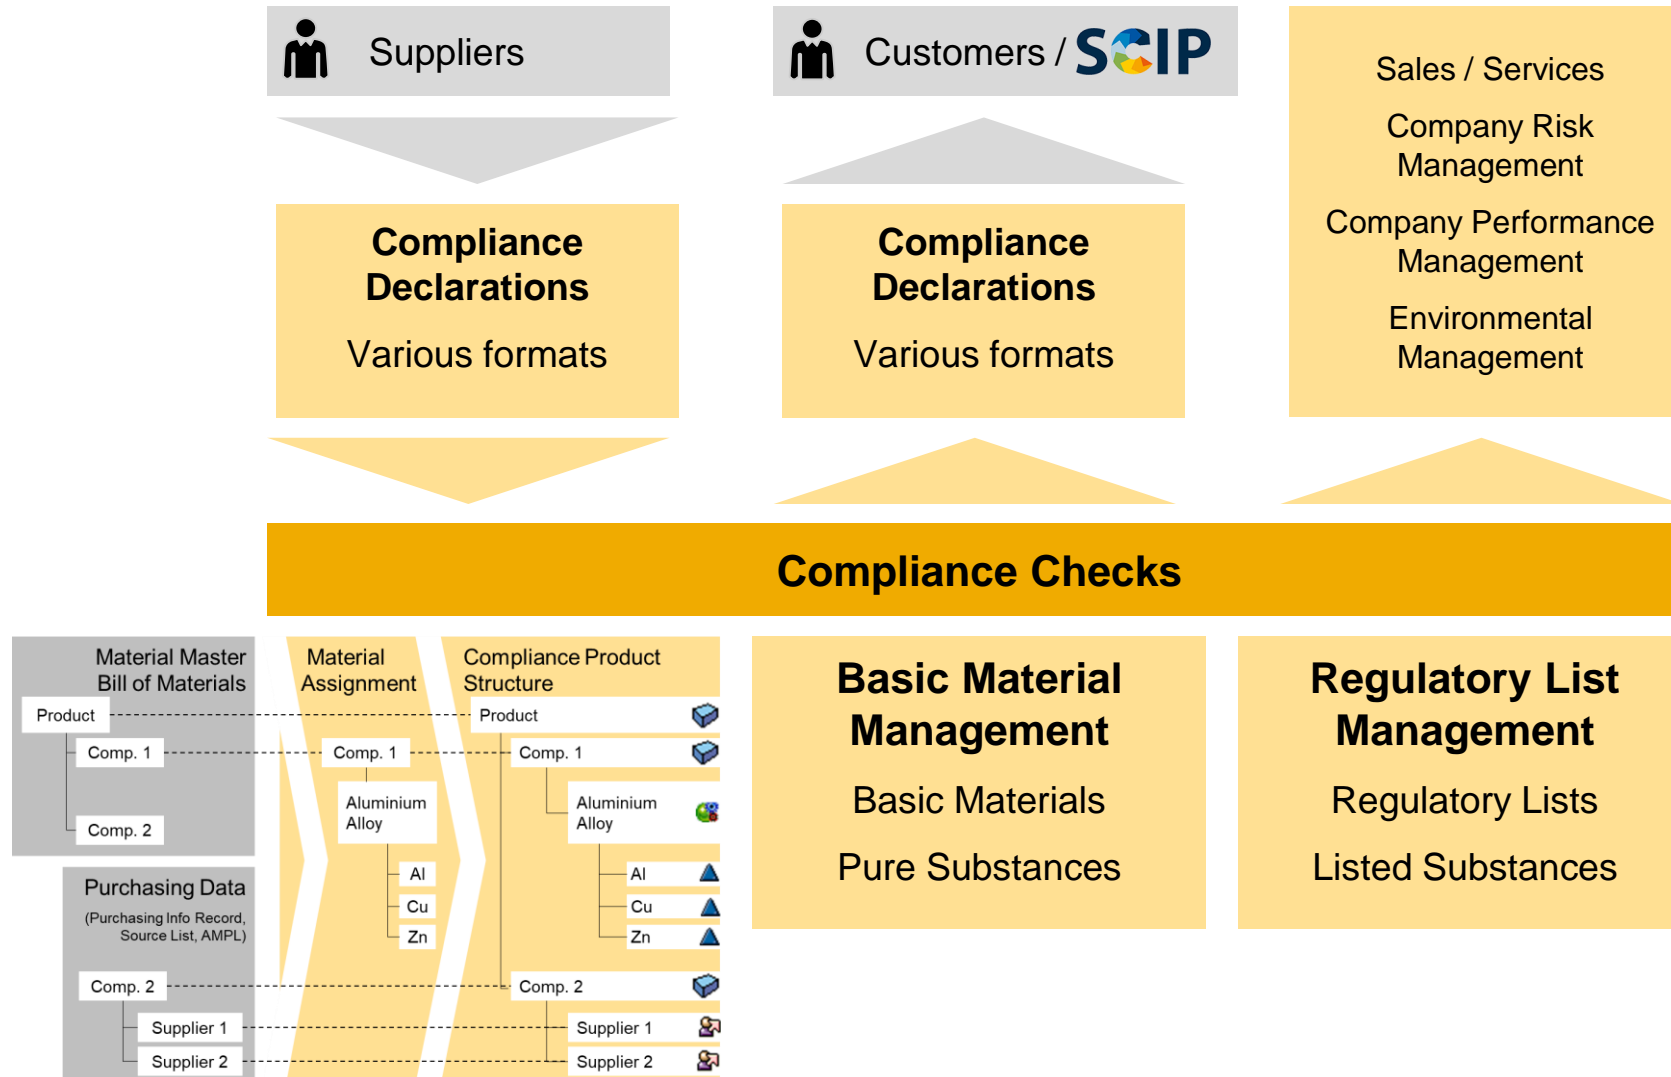 Suppliers
Customers / SCIP
Sales / Services
Company Risk
Management
Company Performance
Management
Environmental
Management
Compliance
Declarations
Various formats
Compliance
Declarations
Various formats
Compliance Checks
Material Master
Bill of Materials
Product
Comp. 1
Comp. 2
Purchasing Data
(Purchasing Info Record,
Source List, AMPL)
Comp. 2
Supplier 1
Supplier 2
Material
Assignment
Comp. 1
Aluminium
Alloy
Al
Cu
Zn
Compliance Product
Structure
Product
Comp. 1
Aluminium
Alloy
Al
Cu
Zn
Comp. 2
Supplier 1
Supplier 2
Basic Material
Management
Basic Materials
Pure Substances
Regulatory List
Management
Regulatory Lists
Listed Substances